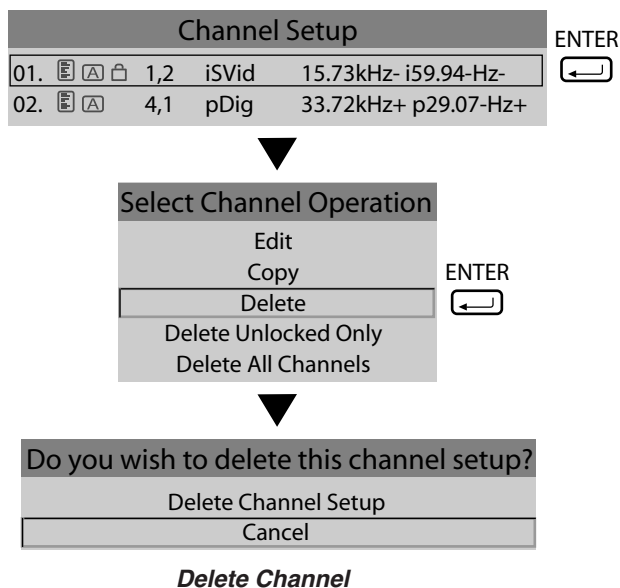 Channel Setup
ENTER
01. A 1,2 iSVid 15.73kHz- i59.94-Hz-
02. A 4,1 pDig 33.72kHz+ p29.07-Hz+
Select Channel Operation
Edit
Copy
ENTER
Delete
Delete Unlocked Only
Delete All Channels
Do you wish to delete this channel setup?
Delete Channel Setup
Cancel
Delete Channel